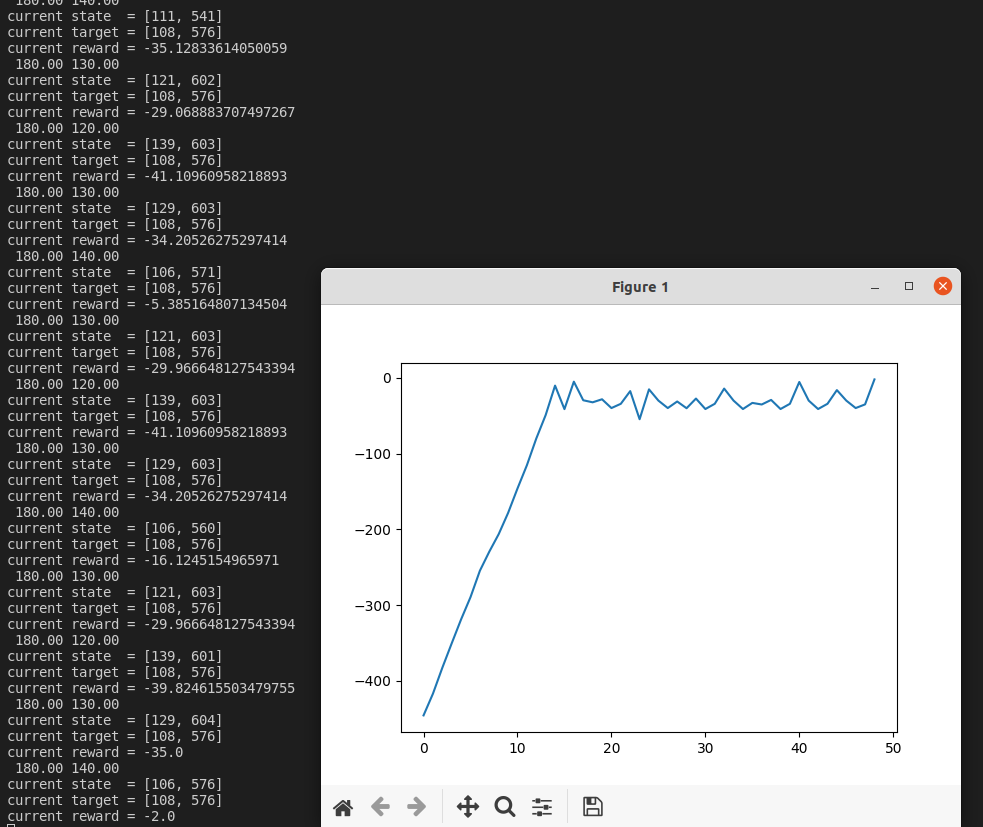 180.00 140.00
current state  = [111, 541]
current target = [108, 576]
current reward = -35.12833614050059
 180.00 130.00
current state  = [121, 602]
current target = [108, 576]
current reward = -29.068883707497267
 180.00 120.00
current state  = [139, 603]
current target = [108, 576]
current reward = -41.10960958218893
 180.00 130.00
current state  = [129, 603]
current target = [108, 576]
current reward = -34.20526275297414
 180.00 140.00
current state  = [106, 571]
current target = [108, 576]
current reward = -5.385164807134504
 180.00 130.00
current state  = [121, 603]
current target = [108, 576]
current reward = -29.966648127543394
 180.00 120.00
current state  = [139, 603]
current target = [108, 576]
current reward = -41.10960958218893
 180.00 130.00
current state  = [129, 603]
current target = [108, 576]
current reward = -34.20526275297414
 180.00 140.00
current state  = [106, 560]
current target = [108, 576]
current reward = -16.1245154965971
 180.00 130.00
current state  = [121, 603]
current target = [108, 576]
current reward = -29.966648127543394
 180.00 120.00
current state  = [139, 601]
current target = [108, 576]
current reward = -39.824615503479755
 180.00 130.00
current state  = [129, 604]
current target = [108, 576]
current reward = -35.0
 180.00 140.00
current state  = [106, 576]
current target = [108, 576]
current reward = -2.0
Figure 1
0
−100
−200
−300
−400
0 10 20 30 40 50